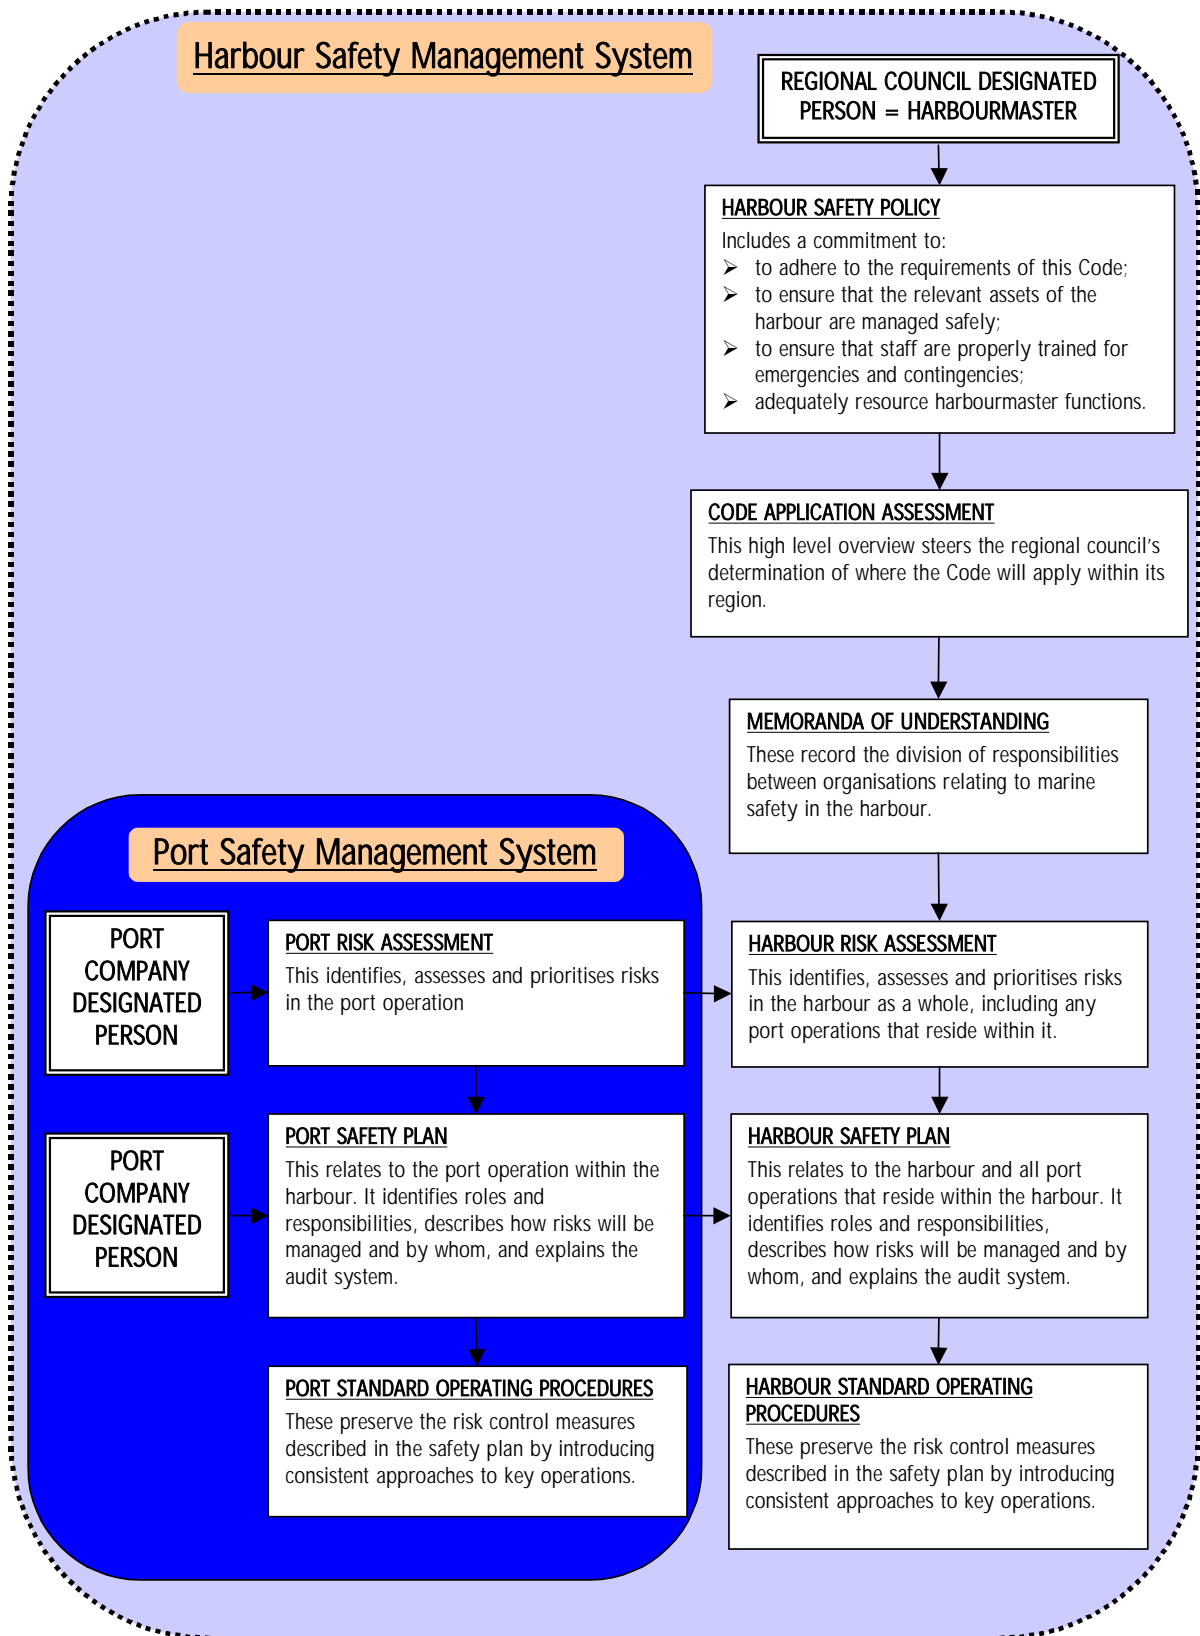 Harbour Safety Management System
REGIONAL COUNCIL DESIGNATED
PERSON = HARBOURMASTER
HARBOUR SAFETY POLICY
Includes a commitment to:
➢ to adhere to the requirements of this Code;
➢ to ensure that the relevant assets of the
harbour are managed safely;
➢ to ensure that staff are properly trained for
emergencies and contingencies;
➢ adequately resource harbourmaster functions.
CODE APPLICATION ASSESSMENT
This high level overview steers the regional council's
determination of where the Code will apply within its
region.
MEMORANDA OF UNDERSTANDING
These record the division of responsibilities
between organisations relating to marine
safety in the harbour.
Port Safety Management System
PORT
COMPANY
DESIGNATED
PERSON
PORT RISK ASSESSMENT
This identifies, assesses and prioritises risks
in the port operation
HARBOUR RISK ASSESSMENT
This identifies, assesses and prioritises risks
in the harbour as a whole, including any
port operations that reside within it.
PORT
COMPANY
DESIGNATED
PERSON
PORT SAFETY PLAN
This relates to the port operation within the
harbour. It identifies roles and
responsibilities, describes how risks will be
managed and by whom, and explains the
audit system.
HARBOUR SAFETY PLAN
This relates to the harbour and all port
operations that reside within the harbour. It
identifies roles and responsibilities,
describes how risks will be managed and by
whom, and explains the audit system.
PORT STANDARD OPERATING PROCEDURES
These preserve the risk control measures
described in the safety plan by introducing
consistent approaches to key operations.
HARBOUR STANDARD OPERATING
PROCEDURES
These preserve the risk control measures
described in the safety plan by introducing
consistent approaches to key operations.